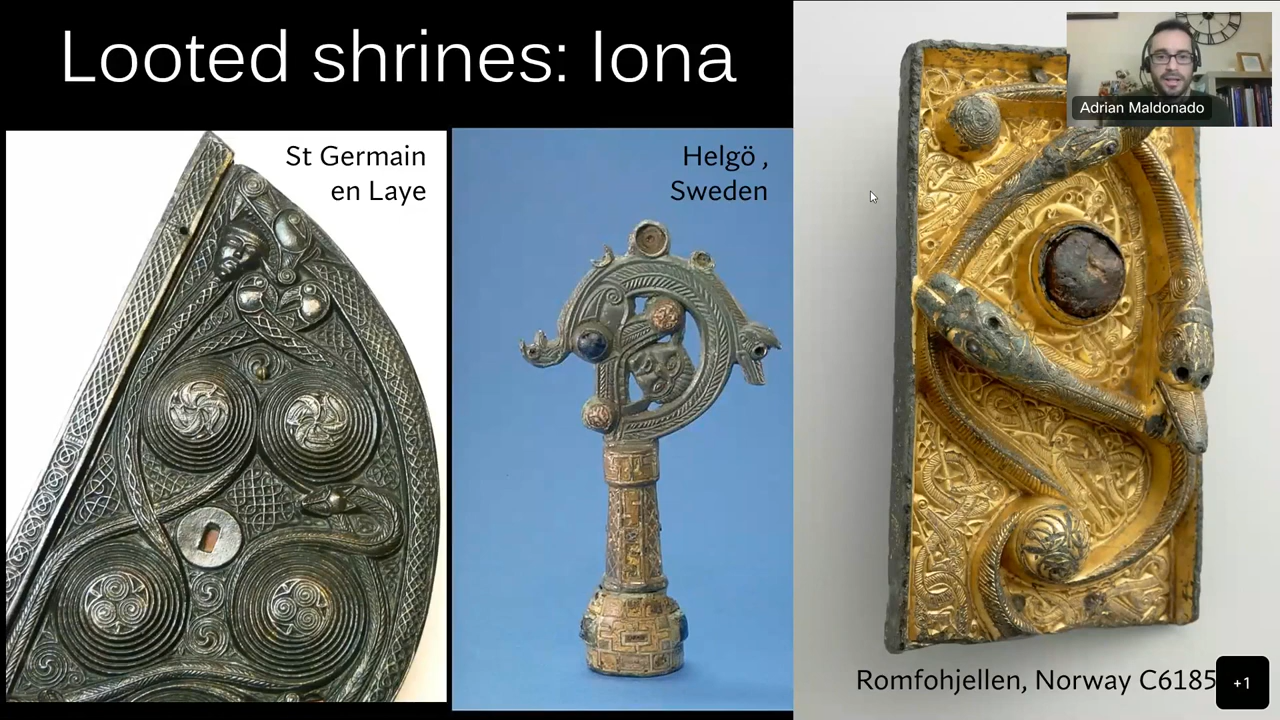 Looted shrines: Iona
St Germain
en Laye
Helgö ,
Sweden
Adrian Maldonado
Romfohjellen, Norway C6185
+1